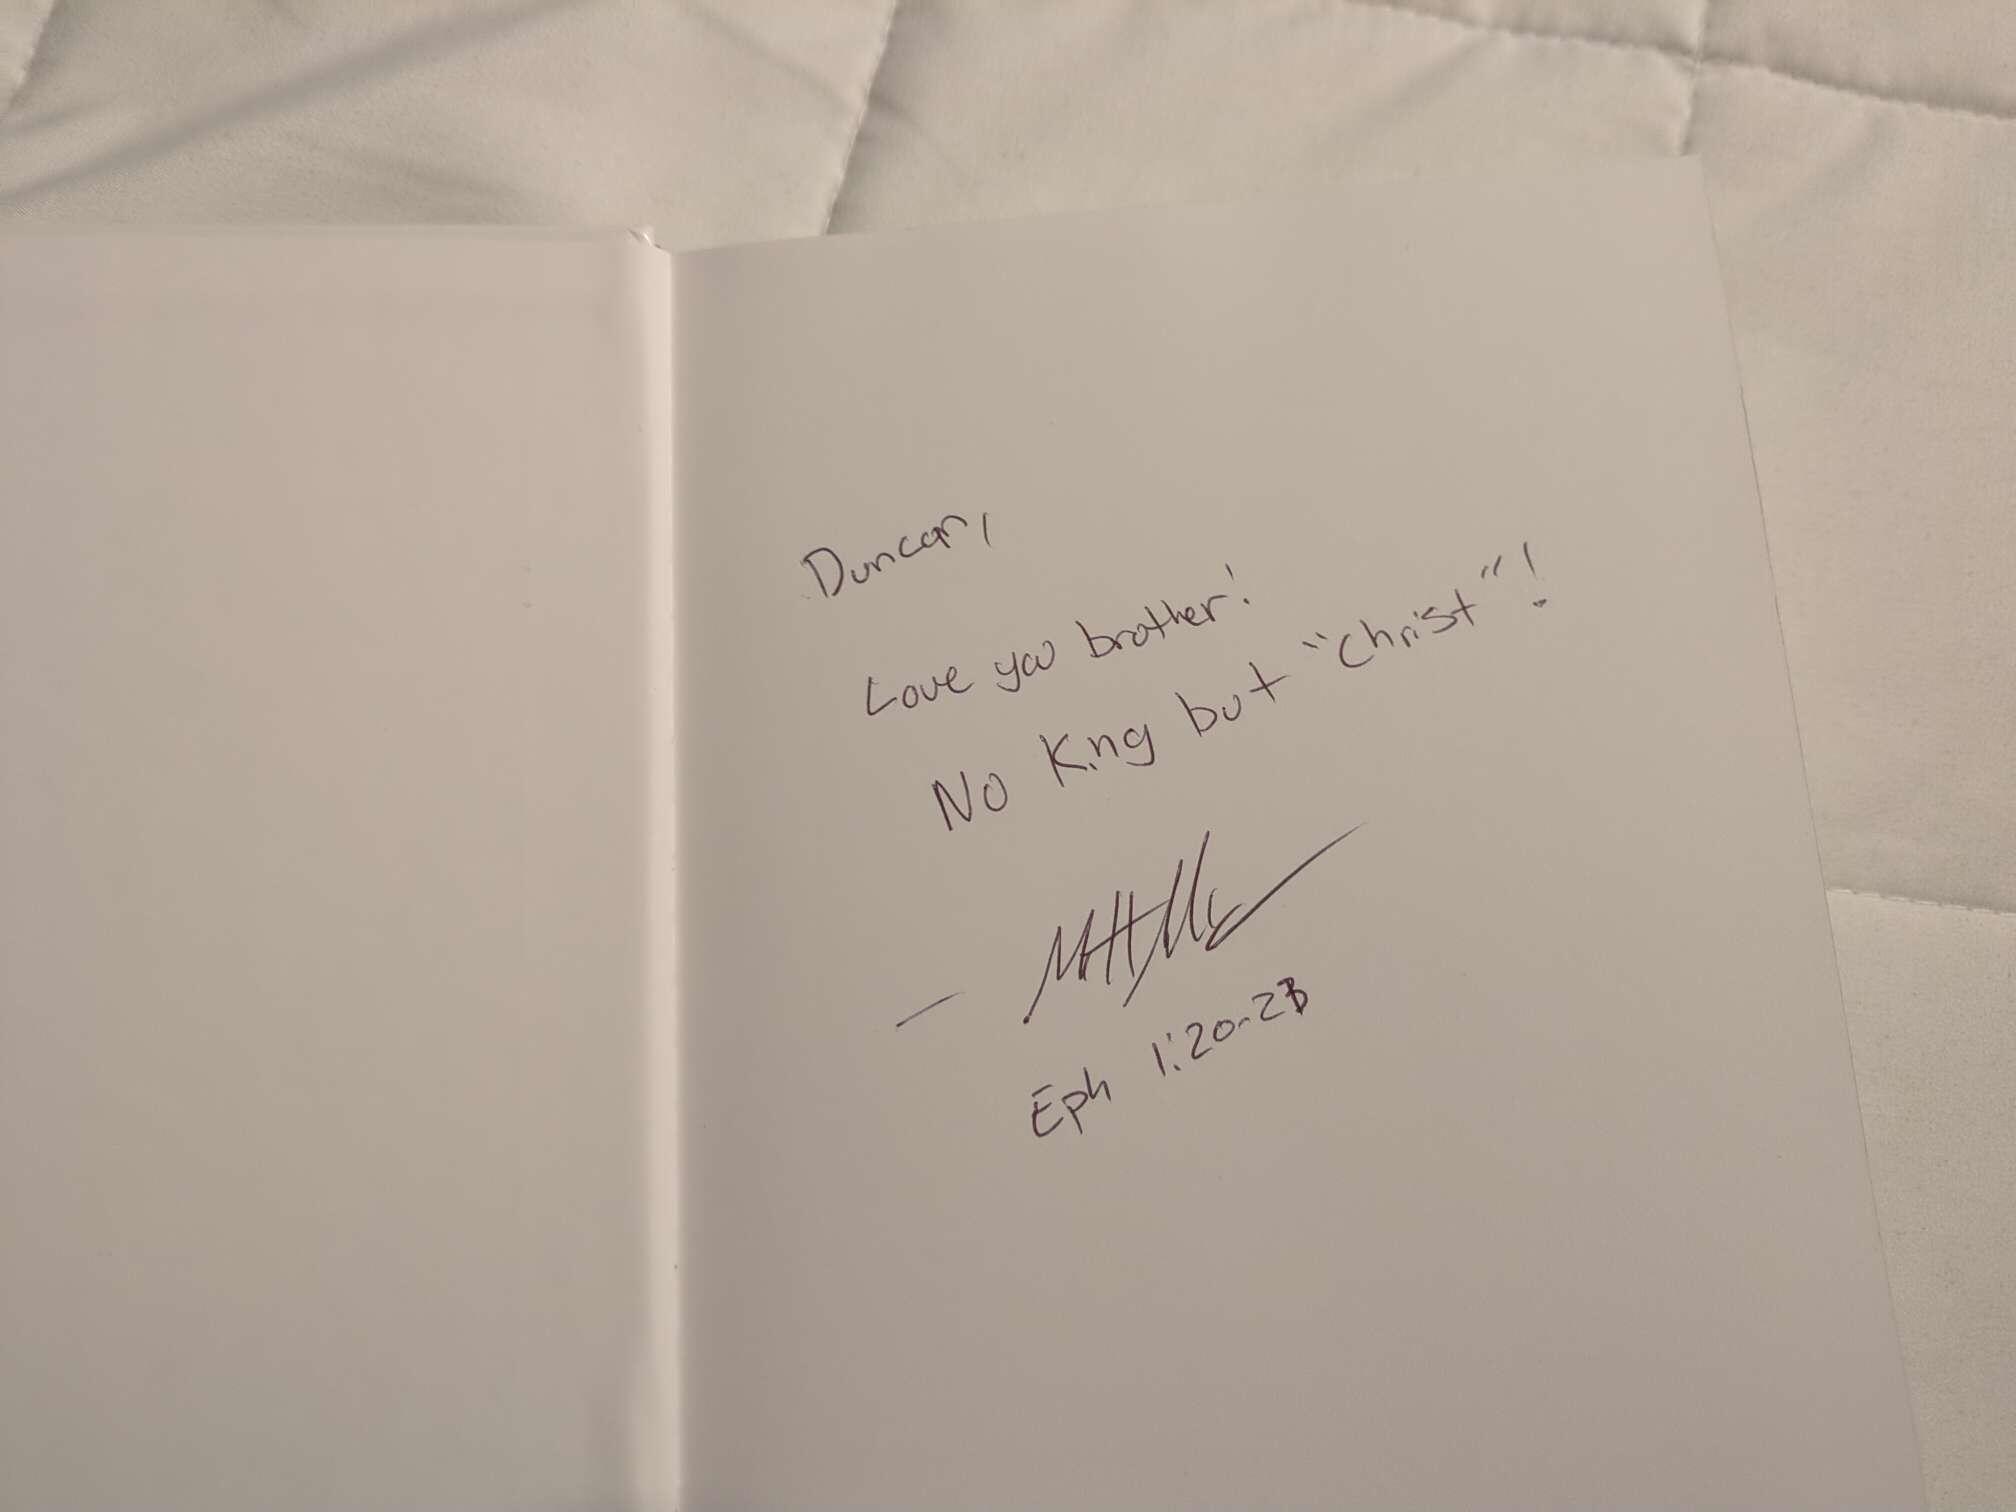 Duncan,
Love you brother!
No King but "Christ"!
—
Eph 1:20-23